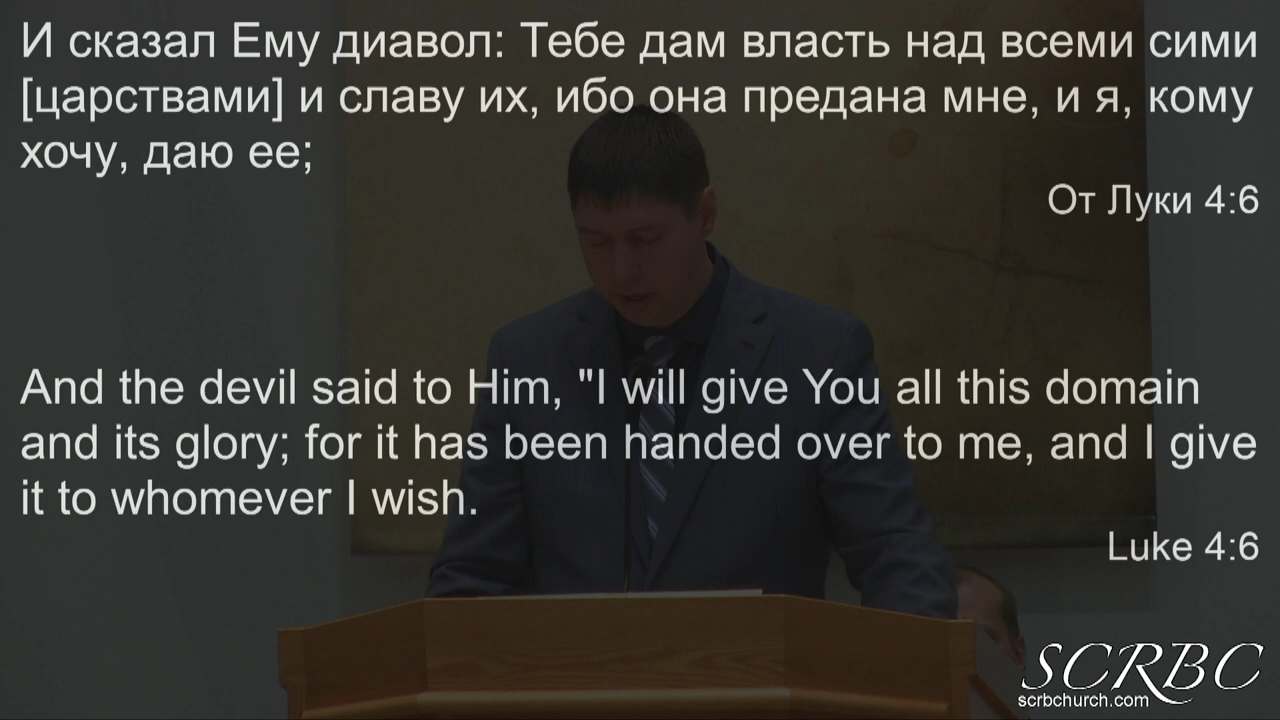 И сказал Ему диавол: Тебе дам власть над всеми сими
[царствами] и славу их, ибо она предана мне, и я, кому
хочу, даю ее;
От Луки 4:6
And the devil said to Him, "I will give You all this domain
and its glory; for it has been handed over to me, and I give
it to whomever I wish.
Luke 4:6
SCRBC
scrbchurch.com